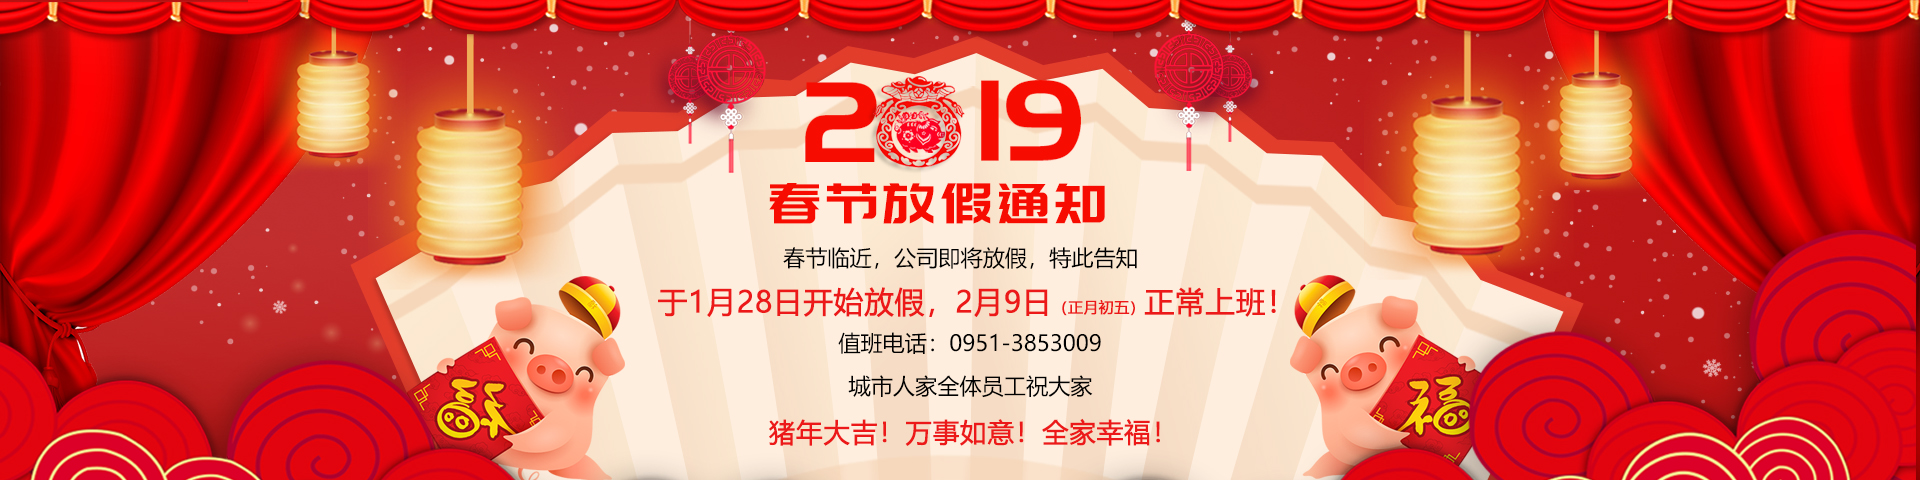 2019
春节放假通知
春节临近，公司即将放假，特此告知
于1月28日开始放假，2月9日（正月初五）正常上班！
值班电话：0951-3853009
城市人家全体员工祝大家
猪年大吉！万事如意！全家幸福！
福
福